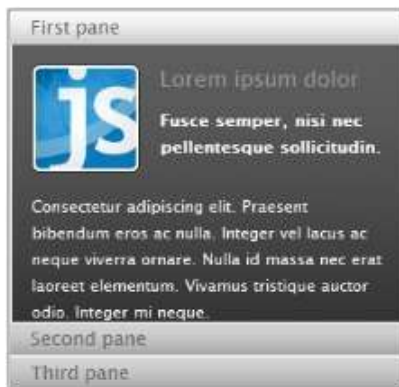 First pane
js
Lorem ipsum dolor
Fusce semper, nisi nec
pellentesque sollicitudin.
Consectetur adipiscing elit. Praesent
bibendum eros ac nulla. Integer vel lacus ac
neque viverra ornare. Nulla id massa nec erat
laoreet elementum. Vivamus tristique auctor
odio. Integer mi neque.
Second pane
Third pane